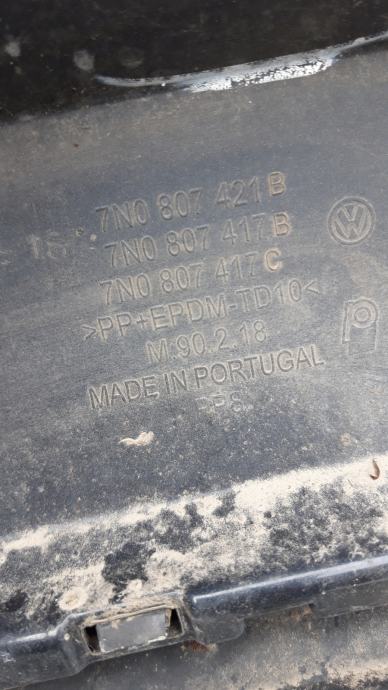 7N0 807 421 B
7N0 807 417 B
7N0 807 417 C
>PP+EPDM-TD10<
M.90.2.18
MADE IN PORTUGAL